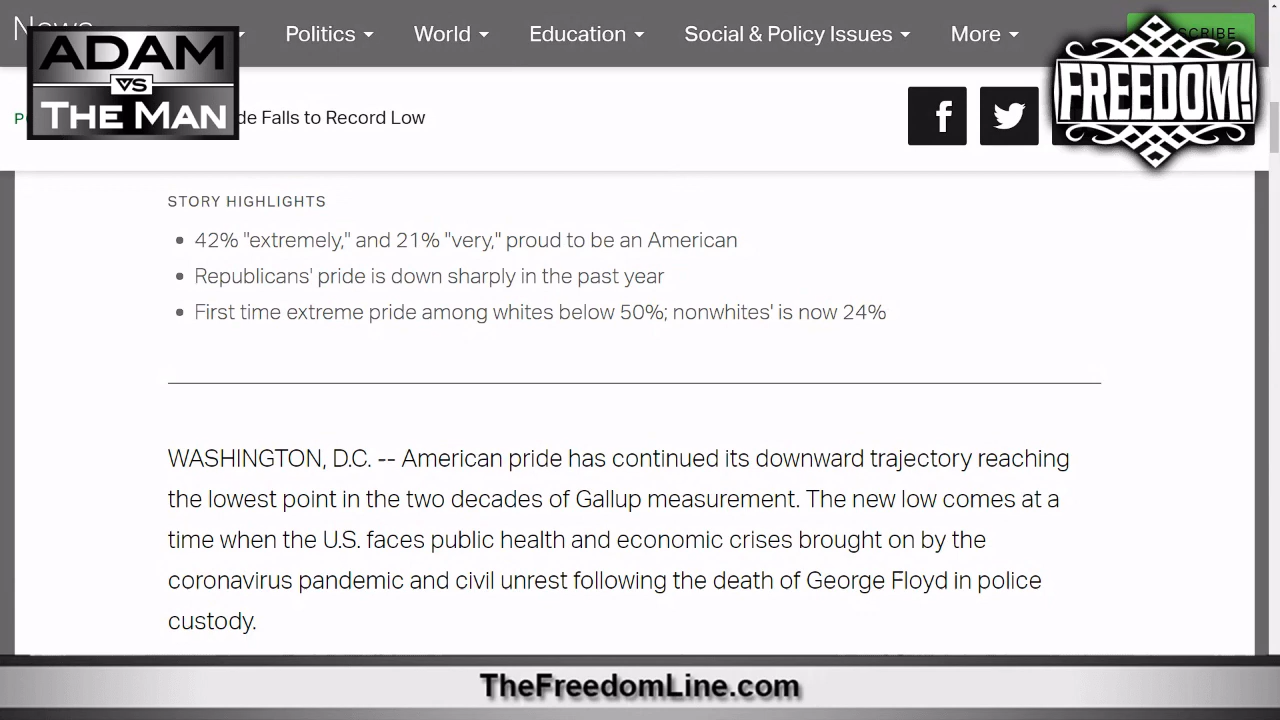 News
Politics
World
Education
Social & Policy Issues
More
SCRIBE
ADAM
VS
THE MAN
FREEDOM!
de Falls to Record Low
STORY HIGHLIGHTS
• 42% "extremely," and 21% "very," proud to be an American
• Republicans' pride is down sharply in the past year
• First time extreme pride among whites below 50%; nonwhites' is now 24%
WASHINGTON, D.C. -- American pride has continued its downward trajectory reaching
the lowest point in the two decades of Gallup measurement. The new low comes at a
time when the U.S. faces public health and economic crises brought on by the
coronavirus pandemic and civil unrest following the death of George Floyd in police
custody.
TheFreedomLine.com